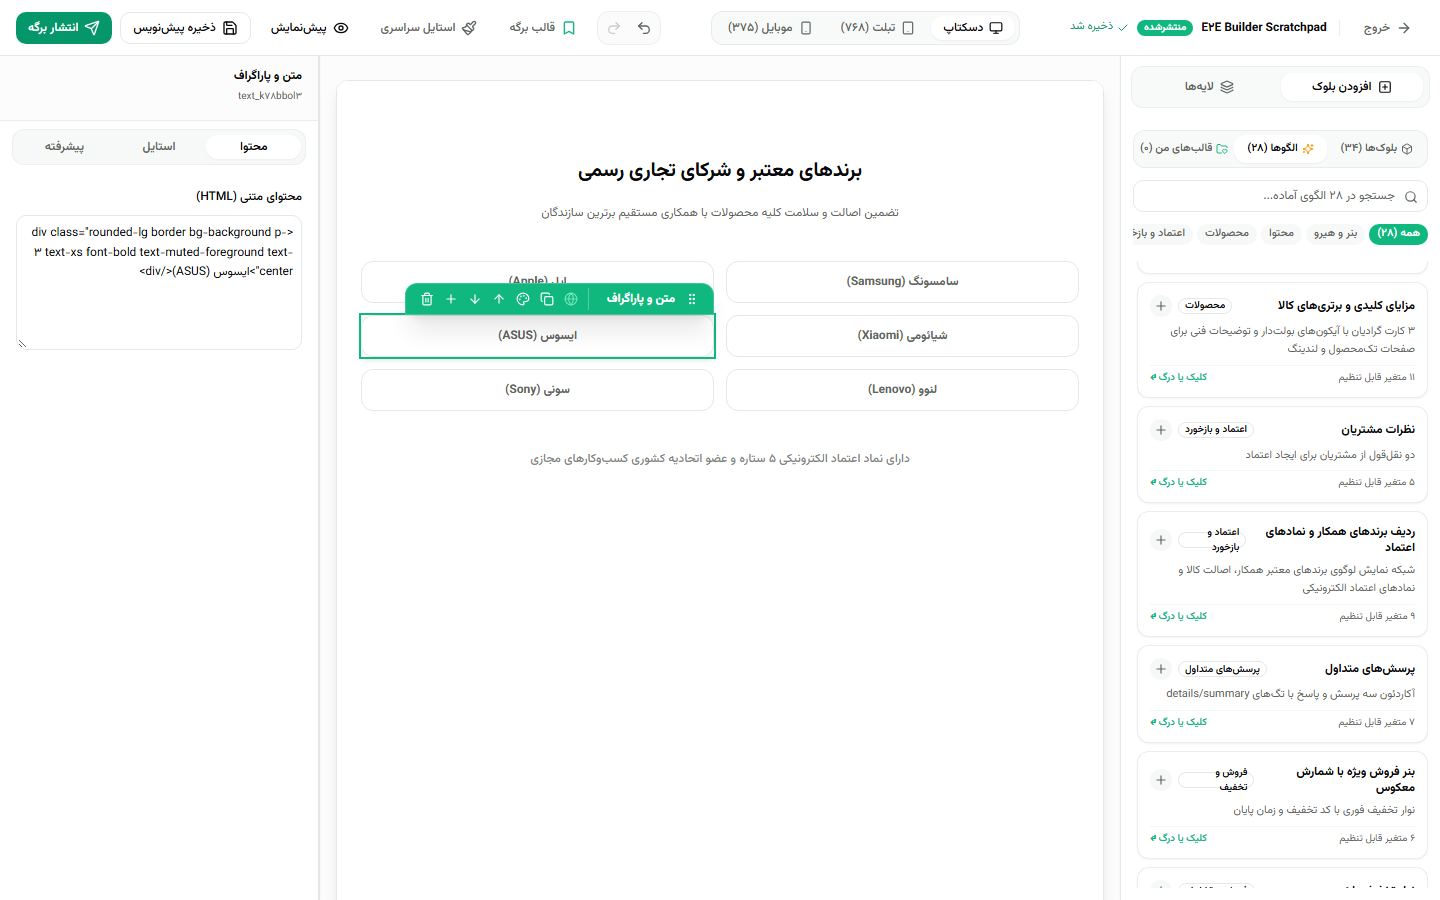 خروج
E2E Builder Scratchpad
منتشرشده
ذخیره شد
دسکتاپ
تبلت (۷۶۸)
موبایل (۳۷۵)
قالب برگه
استایل سراسری
پیش‌نمایش
ذخیره پیش‌نویس
انتشار برگه
افزودن بلوک
لایه‌ها
بلوک‌ها (۳۴)
الگوها (۲۸)
قالب‌های من (۰)
جستجو در ۲۸ الگوی آماده...
همه (۲۸)
بنر و هیرو
محتوا
محصولات
اعتماد و بازخ
مزایای کلیدی و برتری‌های کالا
محصولات
۳ کارت گرادیان با آیکون‌های بولت‌دار و توضیحات فنی برای
صفحات تک‌محصول و لندینگ
۱۱ متغیر قابل تنظیم
کلیک یا درگ
نظرات مشتریان
اعتماد و بازخورد
دو نقل‌قول از مشتریان برای ایجاد اعتماد
۵ متغیر قابل تنظیم
کلیک یا درگ
ردیف برندهای همکار و نمادهای
اعتماد
اعتماد و
بازخورد
شبکه نمایش لوگوی برندهای معتبر همکار، اصالت کالا و
نمادهای اعتماد الکترونیکی
۹ متغیر قابل تنظیم
کلیک یا درگ
پرسش‌های متداول
پرسش‌های متداول
آکاردئون سه پرسش و پاسخ با تگ‌های details/summary
۷ متغیر قابل تنظیم
کلیک یا درگ
بنر فروش ویژه با شمارش
معکوس
فروش و
تخفیف
نوار تخفیف فوری با کد تخفیف و زمان پایان
۶ متغیر قابل تنظیم
کلیک یا درگ
برندهای معتبر و شرکای تجاری رسمی
تضمین اصالت و سلامت کلیه محصولات با همکاری مستقیم برترین سازندگان
سامسونگ (Samsung)
اپل (Apple)
متن و پاراگراف
شیائومی (Xiaomi)
ایسوس (ASUS)
لنوو (Lenovo)
سونی (Sony)
دارای نماد اعتماد الکترونیکی ۵ ستاره و عضو اتحادیه کشوری کسب‌وکارهای مجازی
متن و پاراگراف
text_k۷۸bbol۳
محتوا
استایل
پیشرفته
محتوای متنی (HTML)
<div class="rounded-lg border bg-background p-
۳ text-xs font-bold text-muted-foreground text-
center">ایسوس (ASUS)</div>